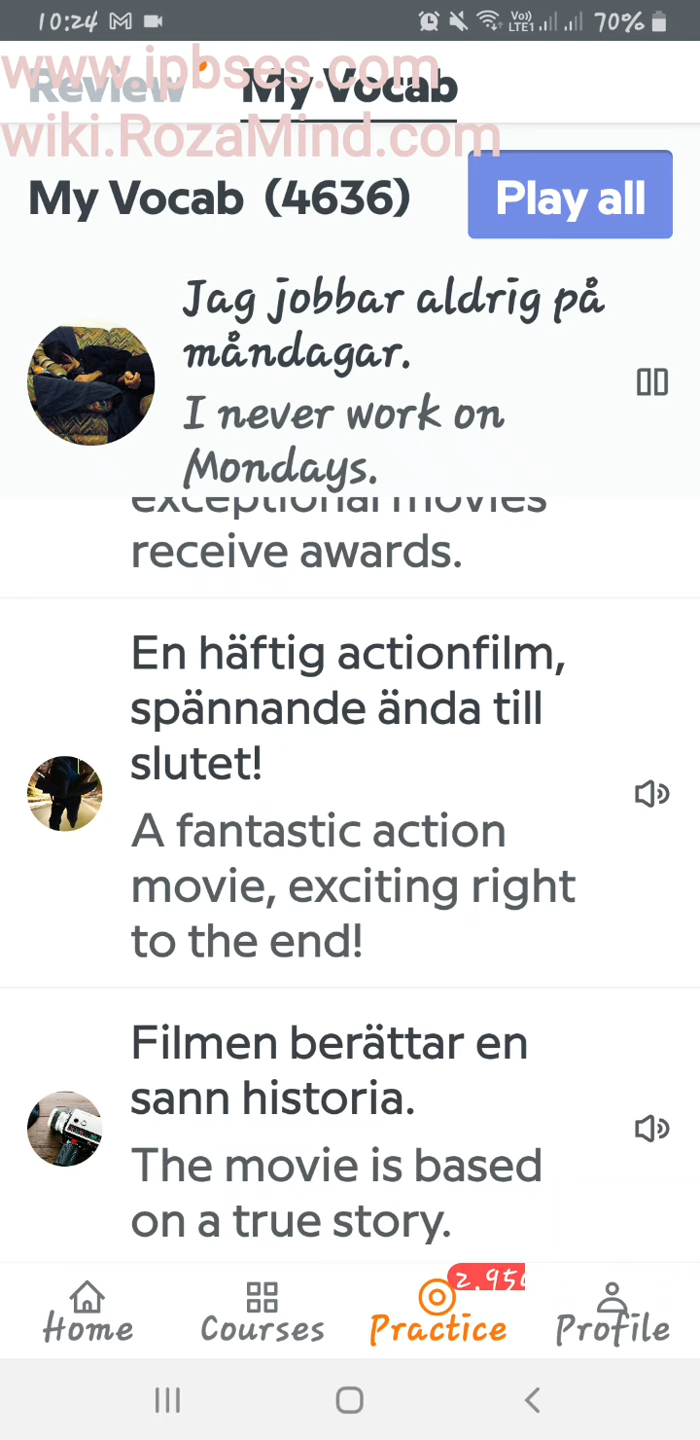 10:24
Vo)) LTE1 70%
www.ipbses.com
Review My Vocab
wiki.RozaMind.com
My Vocab (4636) Play all
Jag jobbar aldrig på
måndagar.
I never work on
Mondays.
exceptional movies
receive awards.
En häftig actionfilm,
spännande ända till
slutet!
A fantastic action
movie, exciting right
to the end!
Filmen berättar en
sann historia.
The movie is based
on a true story.
Home Courses Practice Profile